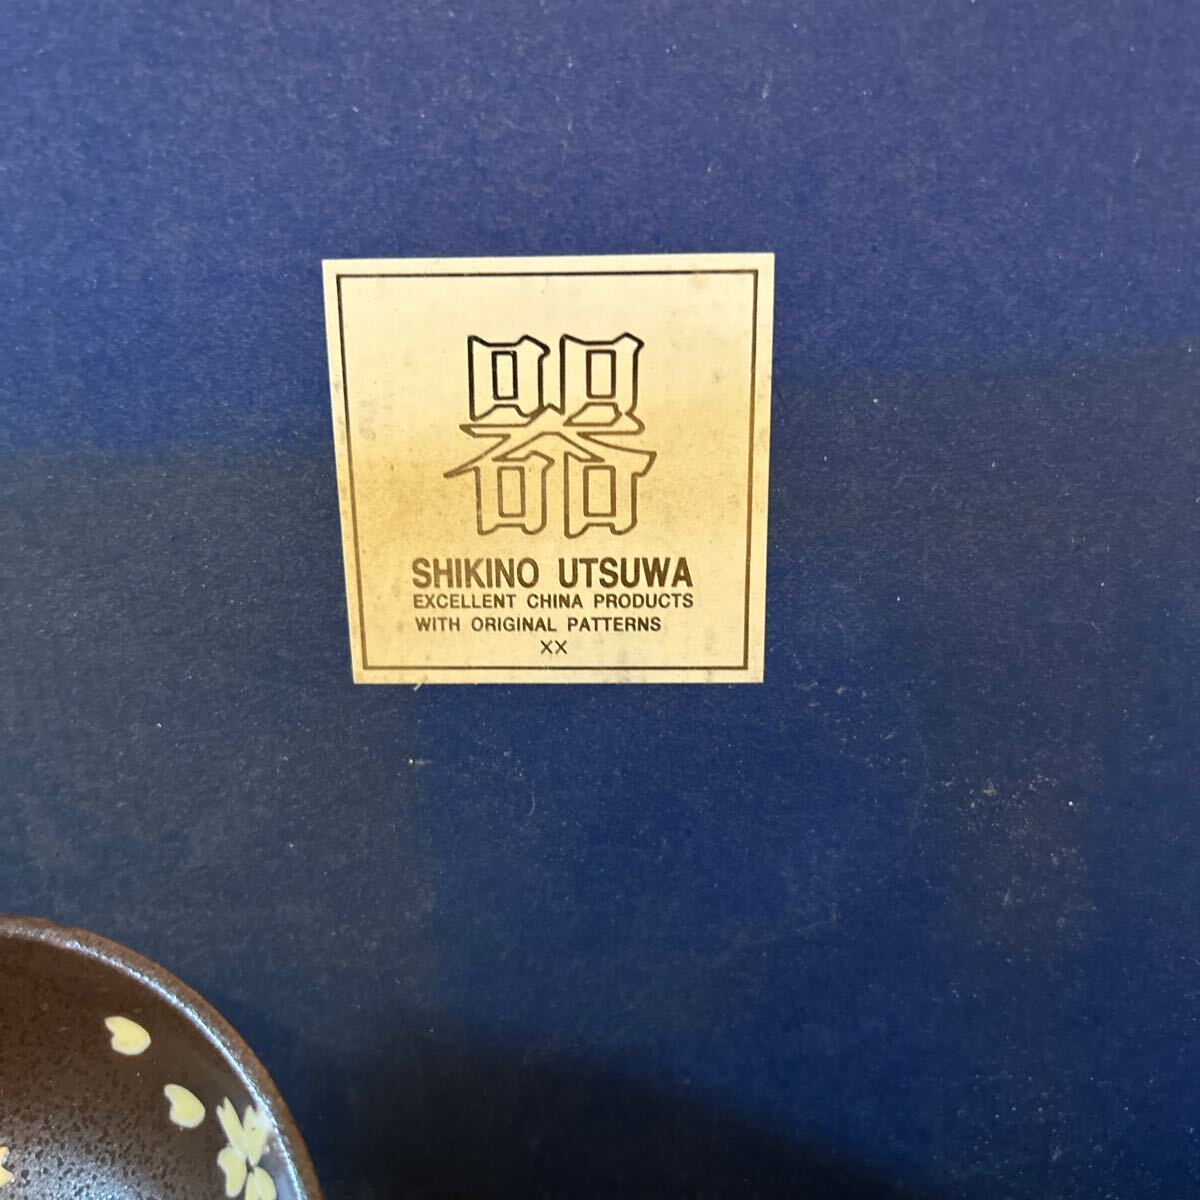 器
SHIKINO UTSUWA
EXCELLENT CHINA PRODUCTS
WITH ORIGINAL PATTERNS
XX